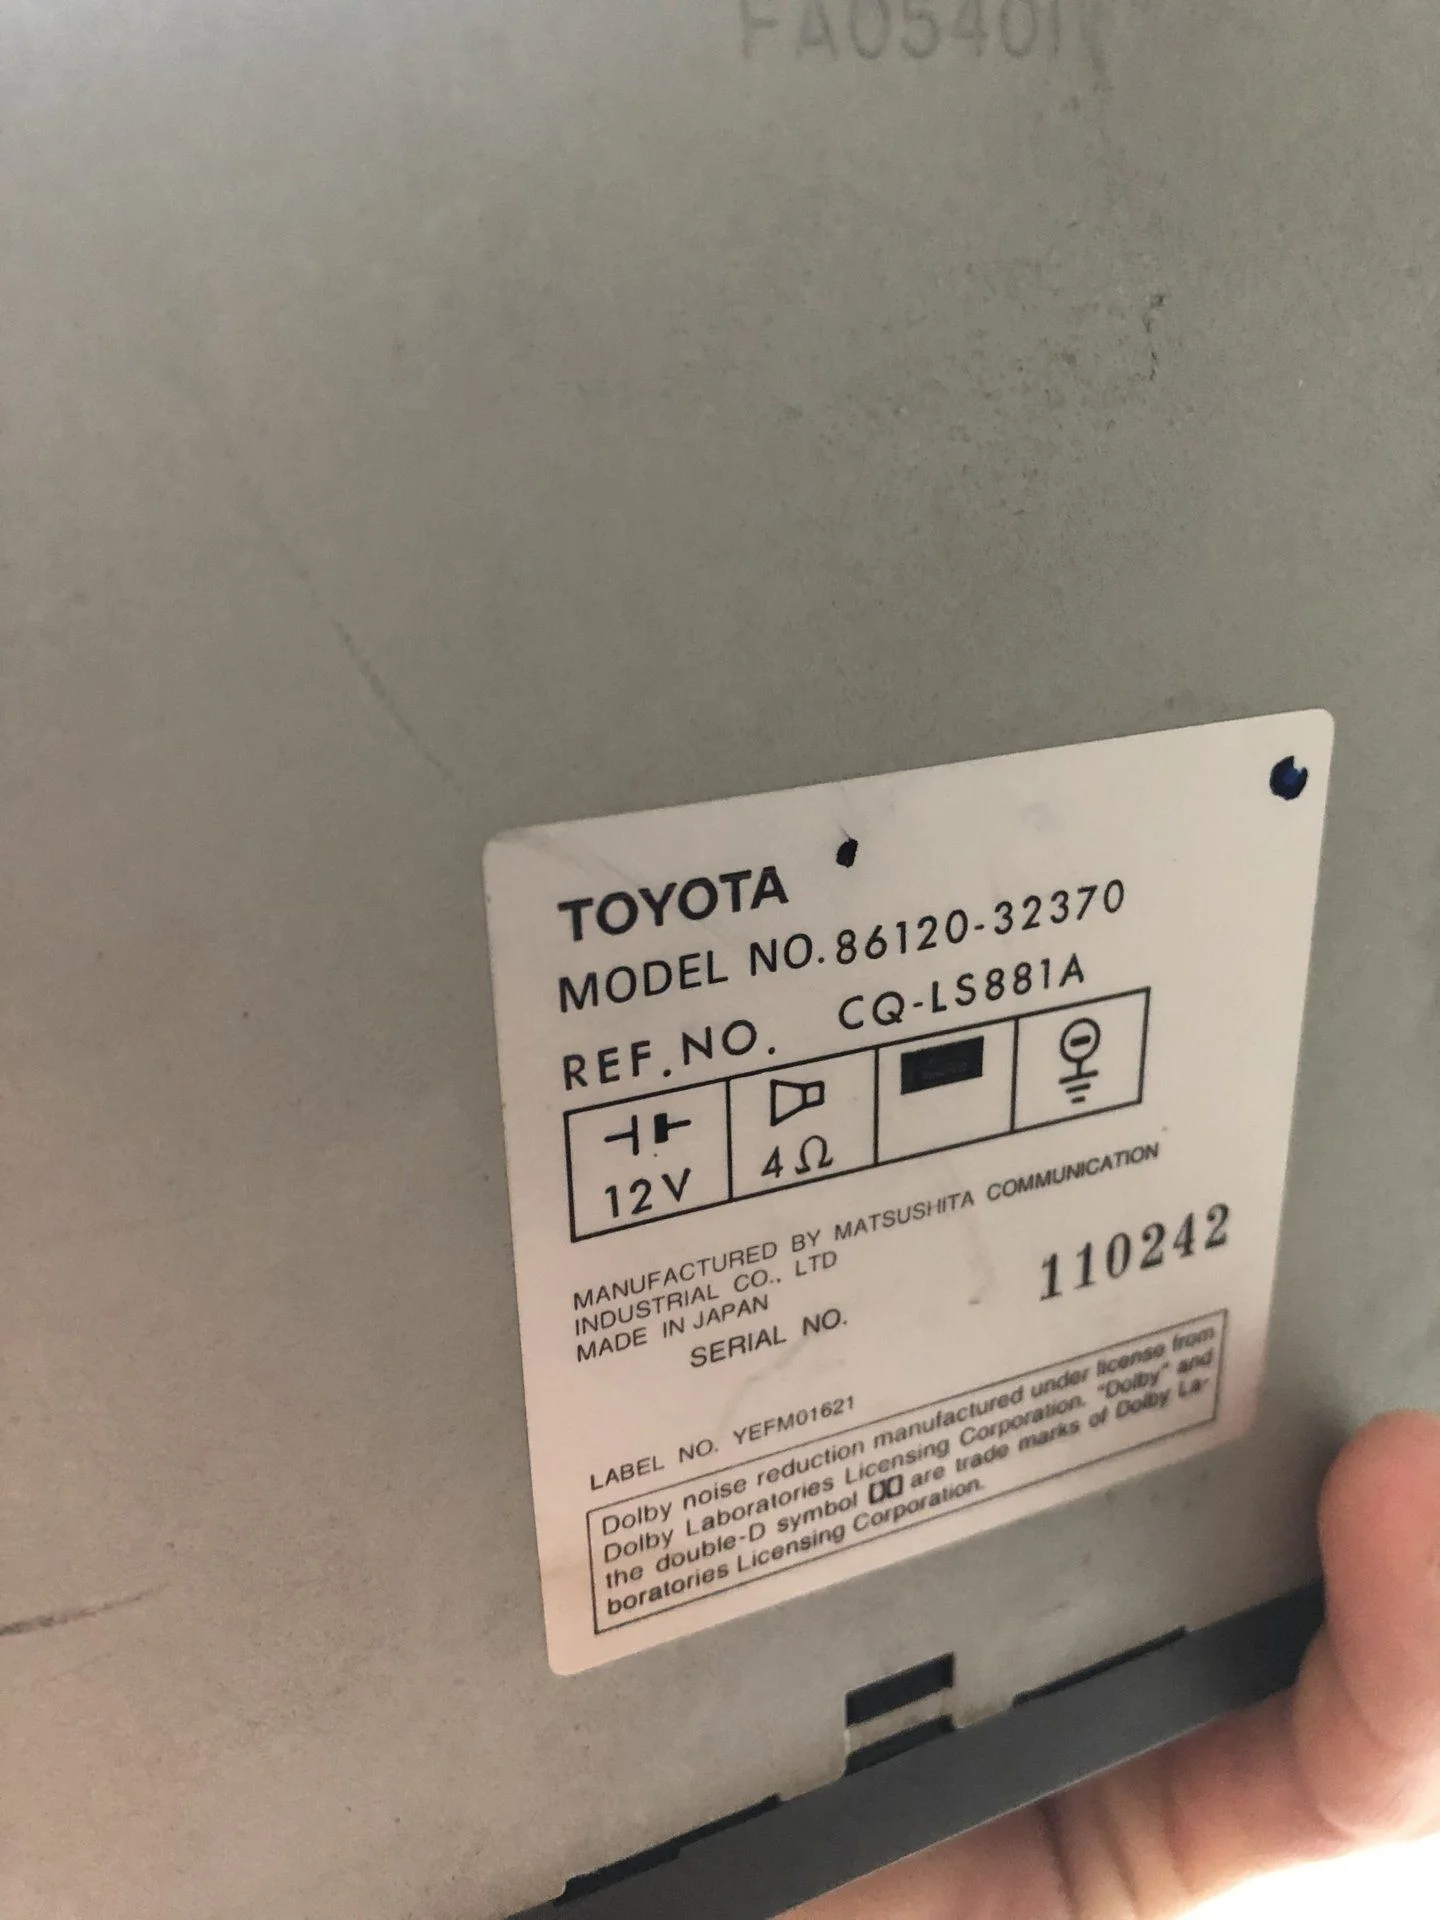 FA05401
TOYOTA
MODEL NO. 86120-32370
REF. NO. CQ-LS881A
12V 4Ω
MANUFACTURED BY MATSUSHITA COMMUNICATION
INDUSTRIAL CO., LTD
MADE IN JAPAN
SERIAL NO. 110242
LABEL NO. YEFM01621
Dolby noise reduction manufactured under license from
Dolby Laboratories Licensing Corporation. "Dolby" and
the double-D symbol are trade marks of Dolby La-
boratories Licensing Corporation.